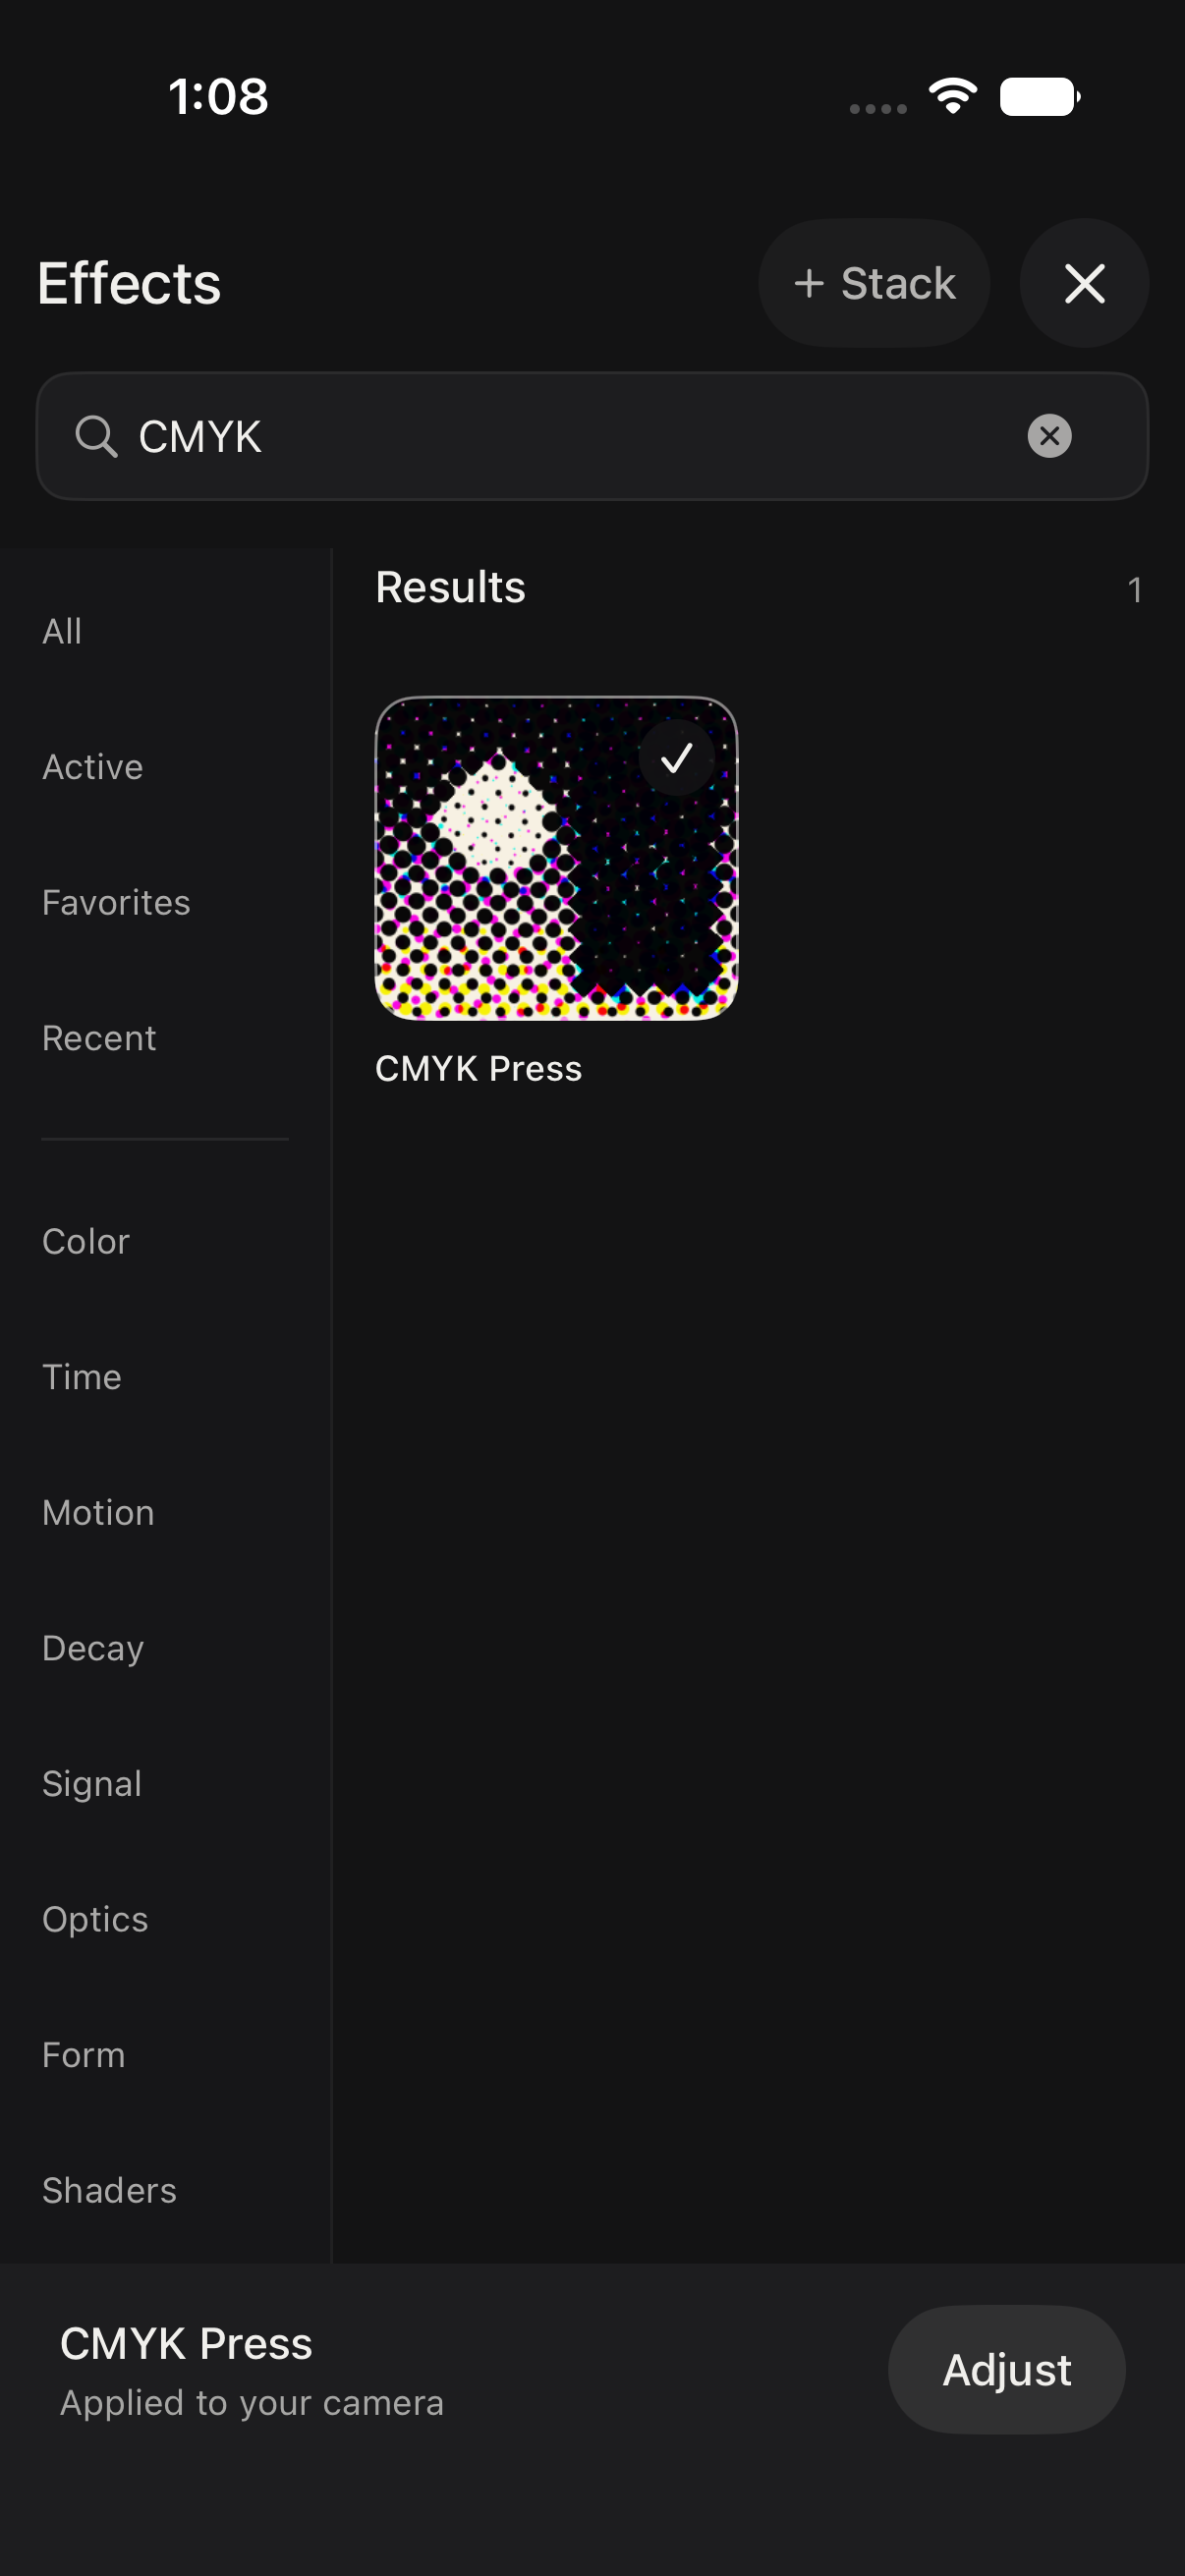 1:08
Effects
+ Stack
CMYK
Results
1
All
Active
Favorites
Recent
CMYK Press
Color
Time
Motion
Decay
Signal
Optics
Form
Shaders
CMYK Press
Applied to your camera
Adjust